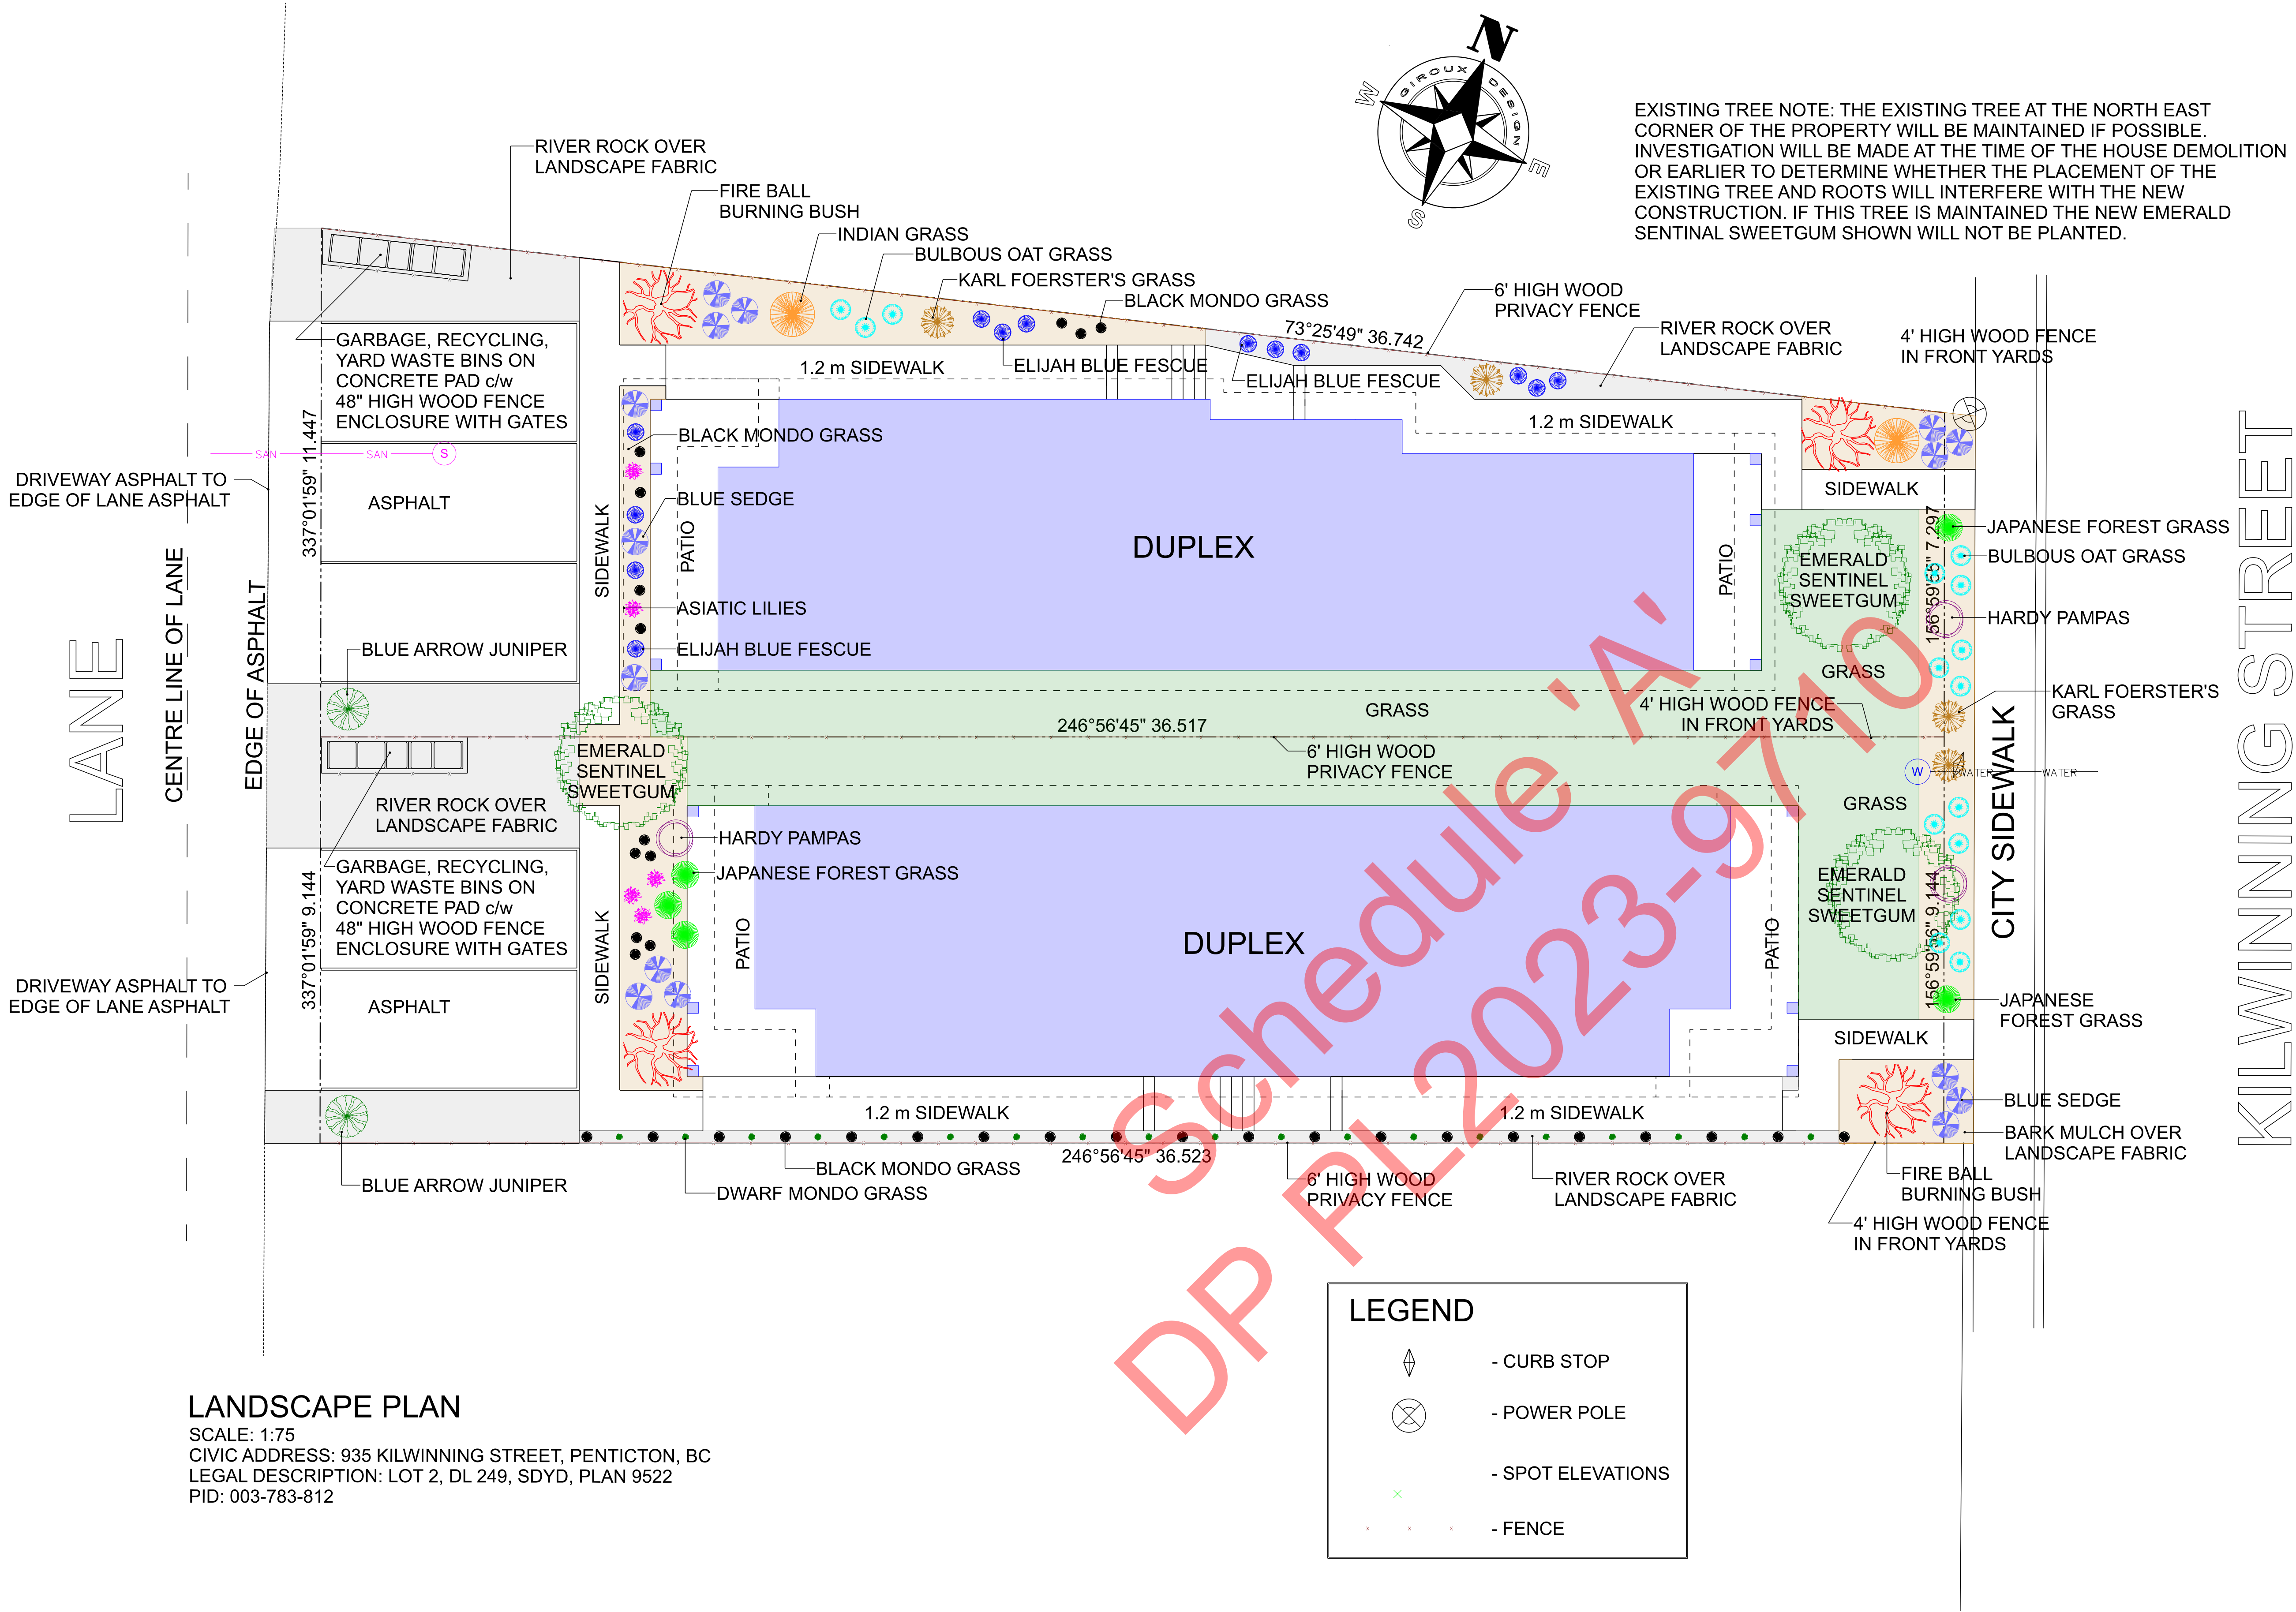 N
W
E
S
GIROUX DESIGN
EXISTING TREE NOTE: THE EXISTING TREE AT THE NORTH EAST
CORNER OF THE PROPERTY WILL BE MAINTAINED IF POSSIBLE.
INVESTIGATION WILL BE MADE AT THE TIME OF THE HOUSE DEMOLITION
OR EARLIER TO DETERMINE WHETHER THE PLACEMENT OF THE
EXISTING TREE AND ROOTS WILL INTERFERE WITH THE NEW
CONSTRUCTION. IF THIS TREE IS MAINTAINED THE NEW EMERALD
SENTINAL SWEETGUM SHOWN WILL NOT BE PLANTED.
RIVER ROCK OVER
LANDSCAPE FABRIC
FIRE BALL
BURNING BUSH
INDIAN GRASS
BULBOUS OAT GRASS
KARL FOERSTER'S GRASS
BLACK MONDO GRASS
6' HIGH WOOD
PRIVACY FENCE
73°25'49" 36.742
RIVER ROCK OVER
LANDSCAPE FABRIC
4' HIGH WOOD FENCE
IN FRONT YARDS
GARBAGE, RECYCLING,
YARD WASTE BINS ON
CONCRETE PAD c/w
48" HIGH WOOD FENCE
ENCLOSURE WITH GATES
1.2 m SIDEWALK
ELIJAH BLUE FESCUE
ELIJAH BLUE FESCUE
1.2 m SIDEWALK
337°01'59" 11.447
SAN
SAN
S
DRIVEWAY ASPHALT TO
EDGE OF LANE ASPHALT
ASPHALT
BLACK MONDO GRASS
BLUE SEDGE
SIDEWALK
PATIO
DUPLEX
PATIO
SIDEWALK
EMERALD
SENTINEL
SWEETGUM
156°59'56" 7.297
JAPANESE FOREST GRASS
BULBOUS OAT GRASS
HARDY PAMPAS
ASIATIC LILIES
ELIJAH BLUE FESCUE
BLUE ARROW JUNIPER
LANE
CENTRE LINE OF LANE
EDGE OF ASPHALT
GRASS
KARL FOERSTER'S
GRASS
GRASS
4' HIGH WOOD FENCE
IN FRONT YARDS
246°56'45" 36.517
6' HIGH WOOD
PRIVACY FENCE
EMERALD
SENTINEL
SWEETGUM
W
WATER
WATER
GRASS
CITY SIDEWALK
KILWINNING STREET
RIVER ROCK OVER
LANDSCAPE FABRIC
HARDY PAMPAS
JAPANESE FOREST GRASS
GARBAGE, RECYCLING,
YARD WASTE BINS ON
CONCRETE PAD c/w
48" HIGH WOOD FENCE
ENCLOSURE WITH GATES
337°01'59" 9.144
SIDEWALK
PATIO
DUPLEX
PATIO
EMERALD
SENTINEL
SWEETGUM
156°59'56" 9.144
DRIVEWAY ASPHALT TO
EDGE OF LANE ASPHALT
ASPHALT
JAPANESE
FOREST GRASS
SIDEWALK
1.2 m SIDEWALK
1.2 m SIDEWALK
BLUE SEDGE
BARK MULCH OVER
LANDSCAPE FABRIC
246°56'45" 36.523
BLACK MONDO GRASS
DWARF MONDO GRASS
BLUE ARROW JUNIPER
6' HIGH WOOD
PRIVACY FENCE
RIVER ROCK OVER
LANDSCAPE FABRIC
FIRE BALL
BURNING BUSH
4' HIGH WOOD FENCE
IN FRONT YARDS
Schedule 'A'
DP PL2023-9710
LEGEND
- CURB STOP
- POWER POLE
- SPOT ELEVATIONS
- FENCE
LANDSCAPE PLAN
SCALE: 1:75
CIVIC ADDRESS: 935 KILWINNING STREET, PENTICTON, BC
LEGAL DESCRIPTION: LOT 2, DL 249, SDYD, PLAN 9522
PID: 003-783-812